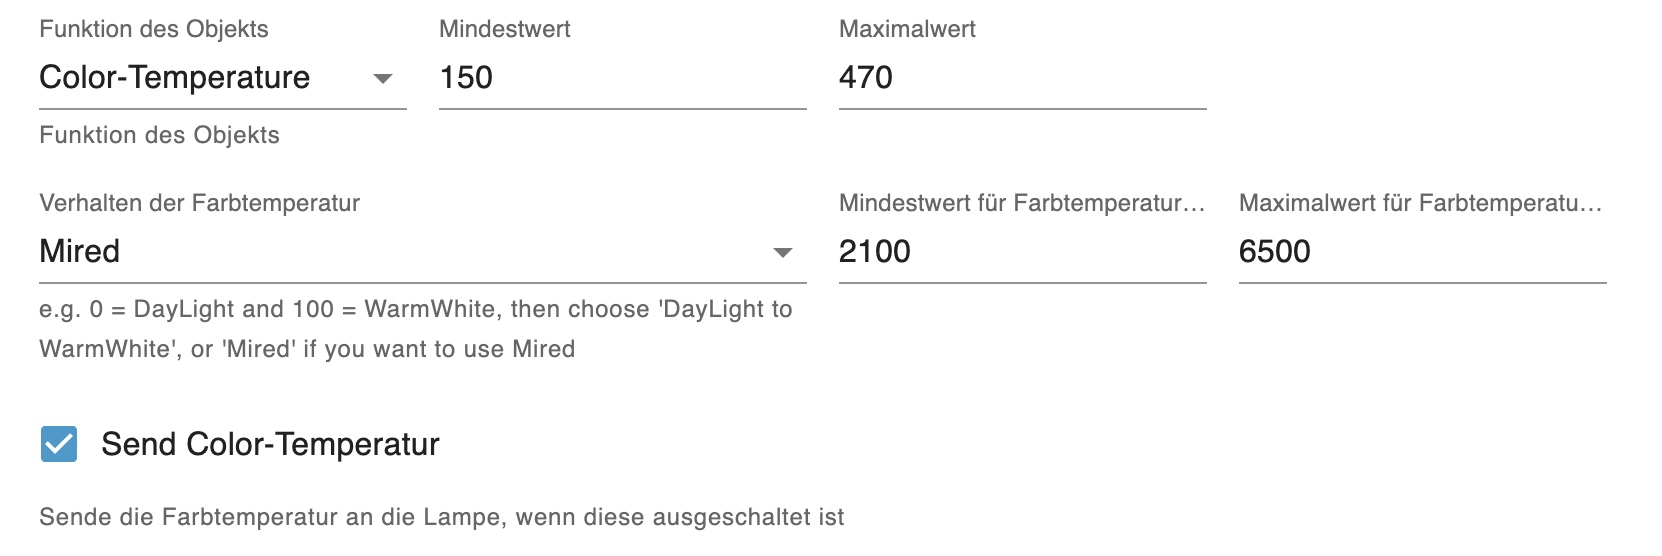 Funktion des Objekts
Mindestwert
Maximalwert
Color-Temperature
150
470
Funktion des Objekts
Verhalten der Farbtemperatur
Mindestwert für Farbtemperatur…
Maximalwert für Farbtemperatu…
Mired
2100
6500
e.g. 0 = DayLight and 100 = WarmWhite, then choose 'DayLight to
WarmWhite', or 'Mired' if you want to use Mired
Send Color-Temperatur
Sende die Farbtemperatur an die Lampe, wenn diese ausgeschaltet ist